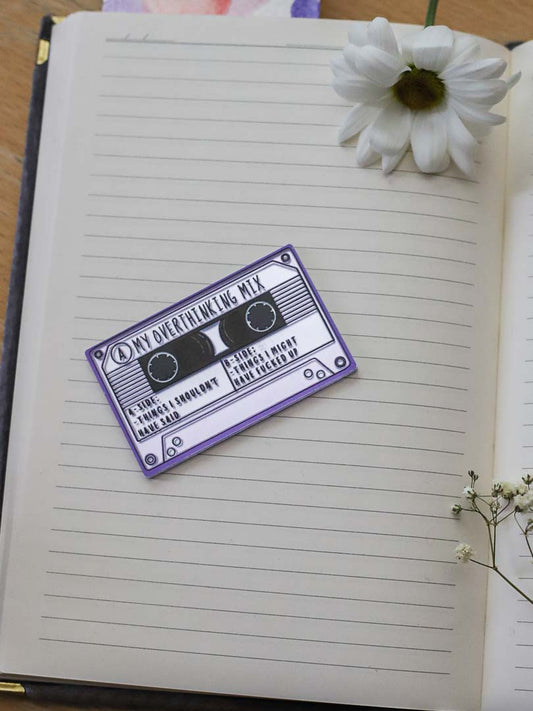 A MY OVERTHINKING MIX
A-SIDE:
-THINGS I SHOULDN'T
HAVE SAID
B-SIDE:
-THINGS I MIGHT
HAVE FUCKED UP